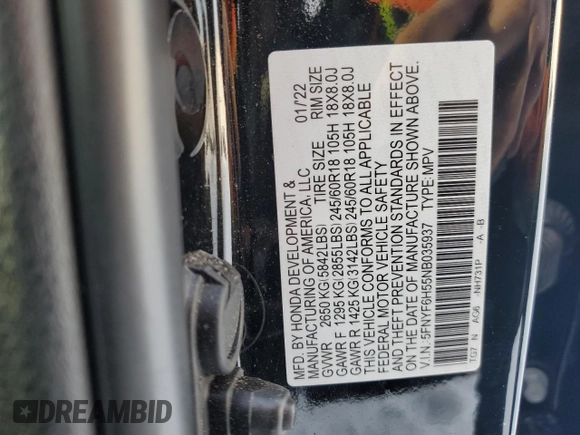 MFD. BY HONDA DEVELOPMENT &
MANUFACTURING OF AMERICA, LLC 01/'22
GVWR 2650 KG(5842LBS) TIRE SIZE RIM SIZE
GAWR F 1295 KG(2855LBS) 245/60R18 105H 18X8.0J
GAWR R 1425 KG(3142LBS) 245/60R18 105H 18X8.0J
THIS VEHICLE CONFORMS TO ALL APPLICABLE
FEDERAL MOTOR VEHICLE SAFETY
AND THEFT PREVENTION STANDARDS IN EFFECT
ON THE DATE OF MANUFACTURE SHOWN ABOVE.
V.I.N.: 5FNYF6H55NB035937 TYPE: MPV
TG7 N AG6 -NH731P -A -B
DREAMBID